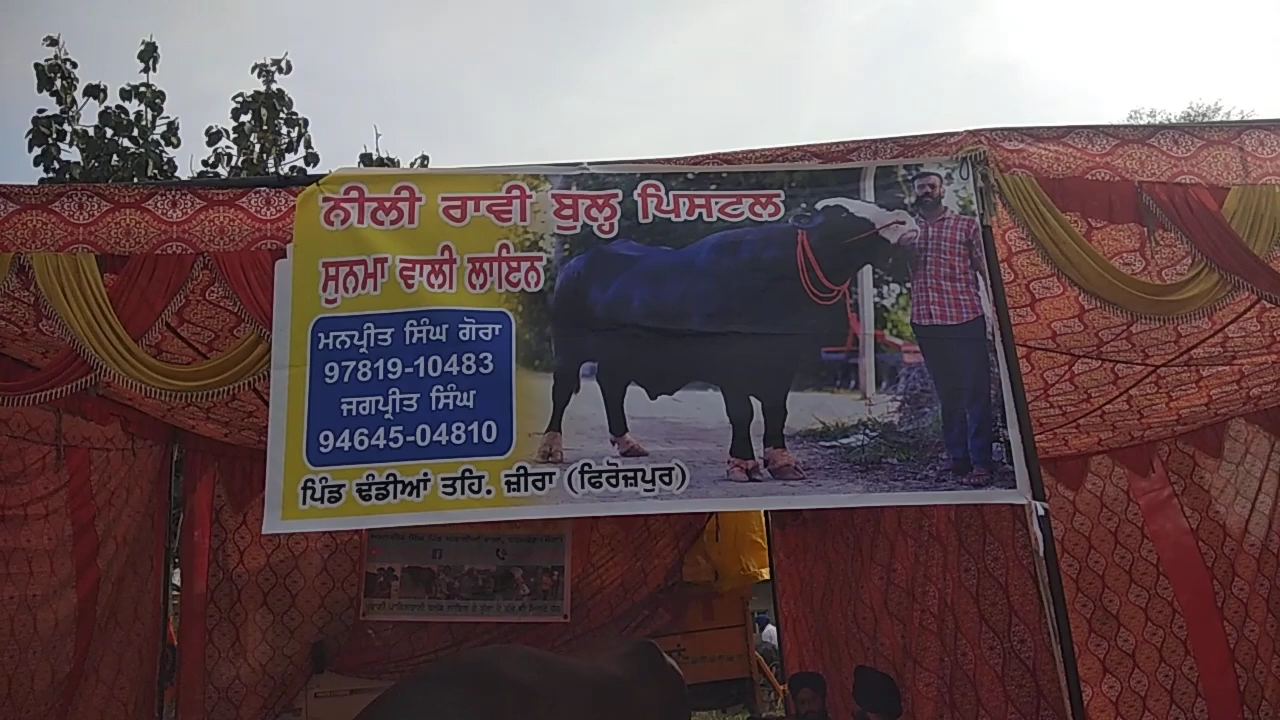 ਨੀਲੀ ਰਾਵੀ ਬੁਲ੍ਹ ਪਿਸਟਲ
ਸੁਨਮਾ ਵਾਲੀ ਲਾਇਨ
ਮਨਪ੍ਰੀਤ ਸਿੰਘ ਗੋਰਾ
97819-10483
ਜਗਪ੍ਰੀਤ ਸਿੰਘ
94645-04810
ਪਿੰਡ ਢੰਡੀਆਂ ਤਹਿ. ਜ਼ੀਰਾ (ਫਿਰੋਜ਼ਪੁਰ)